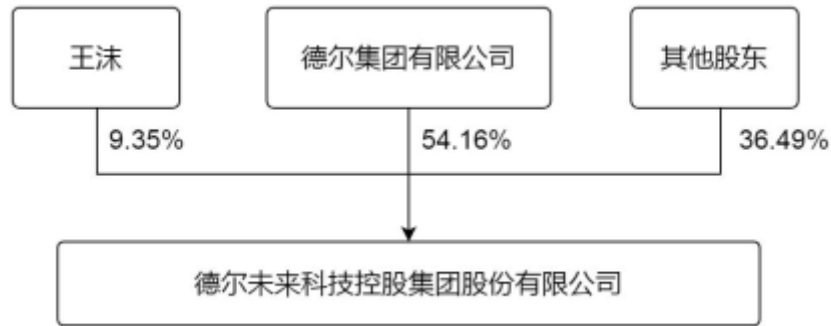 王沫
德尔集团有限公司
其他股东
9.35%
54.16%
36.49%
德尔未来科技控股集团股份有限公司